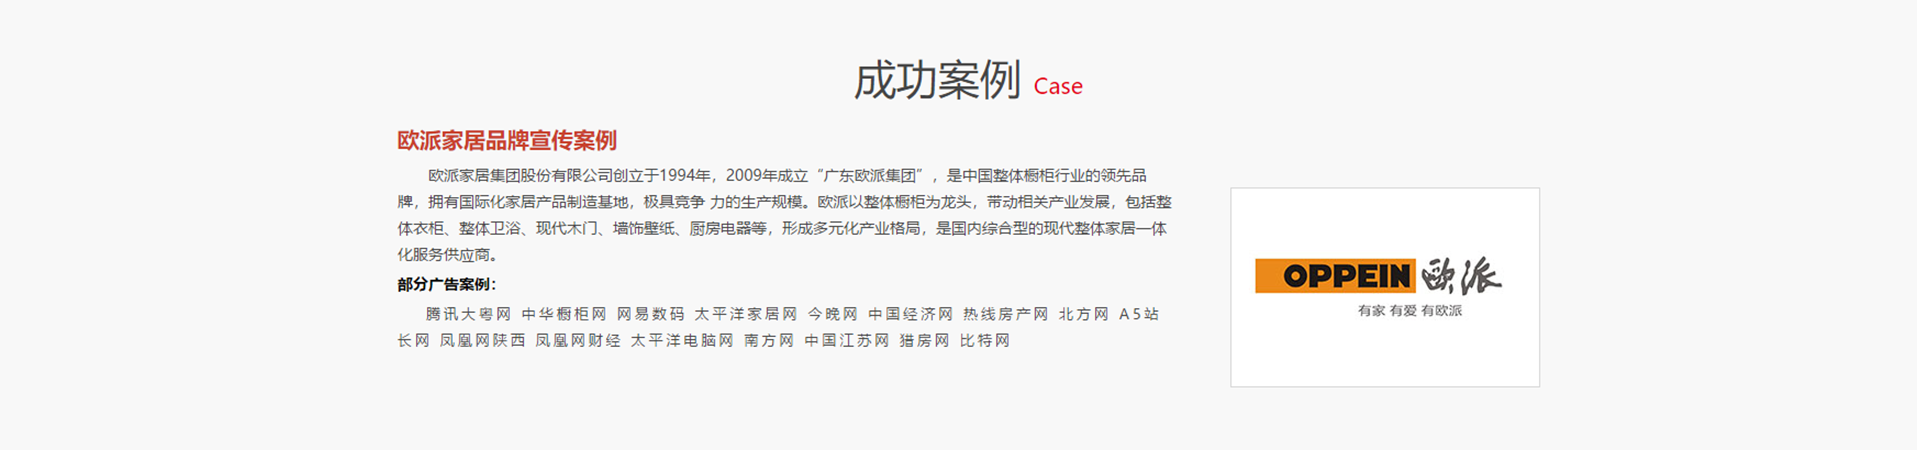 成功案例 Case
欧派家居品牌宣传案例
欧派家居集团股份有限公司创立于1994年，2009年成立“广东欧派集团”，是中国整体橱柜行业的领先品
牌，拥有国际化家居产品制造基地，极具竞争 力的生产规模。欧派以整体橱柜为龙头，带动相关产业发展，包括整
体衣柜、整体卫浴、现代木门、墙饰壁纸、厨房电器等，形成多元化产业格局，是国内综合型的现代整体家居一体
化服务供应商。
部分广告案例：
腾讯大粤网 中华橱柜网 网易数码 太平洋家居网 今晚网 中国经济网 热线房产网 北方网 A5站
长网 凤凰网陕西 凤凰网财经 太平洋电脑网 南方网 中国江苏网 猎房网 比特网
OPPEIN 欧派
有家 有爱 有欧派